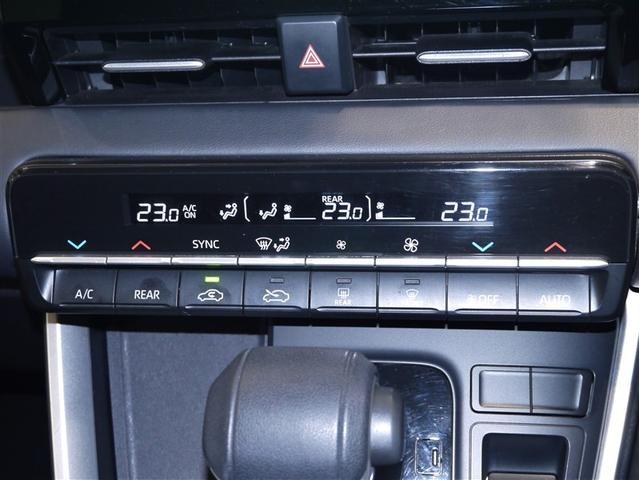 REAR
23.0 A/C ON 23.0 23.0
SYNC
A/C REAR REAR OFF AUTO